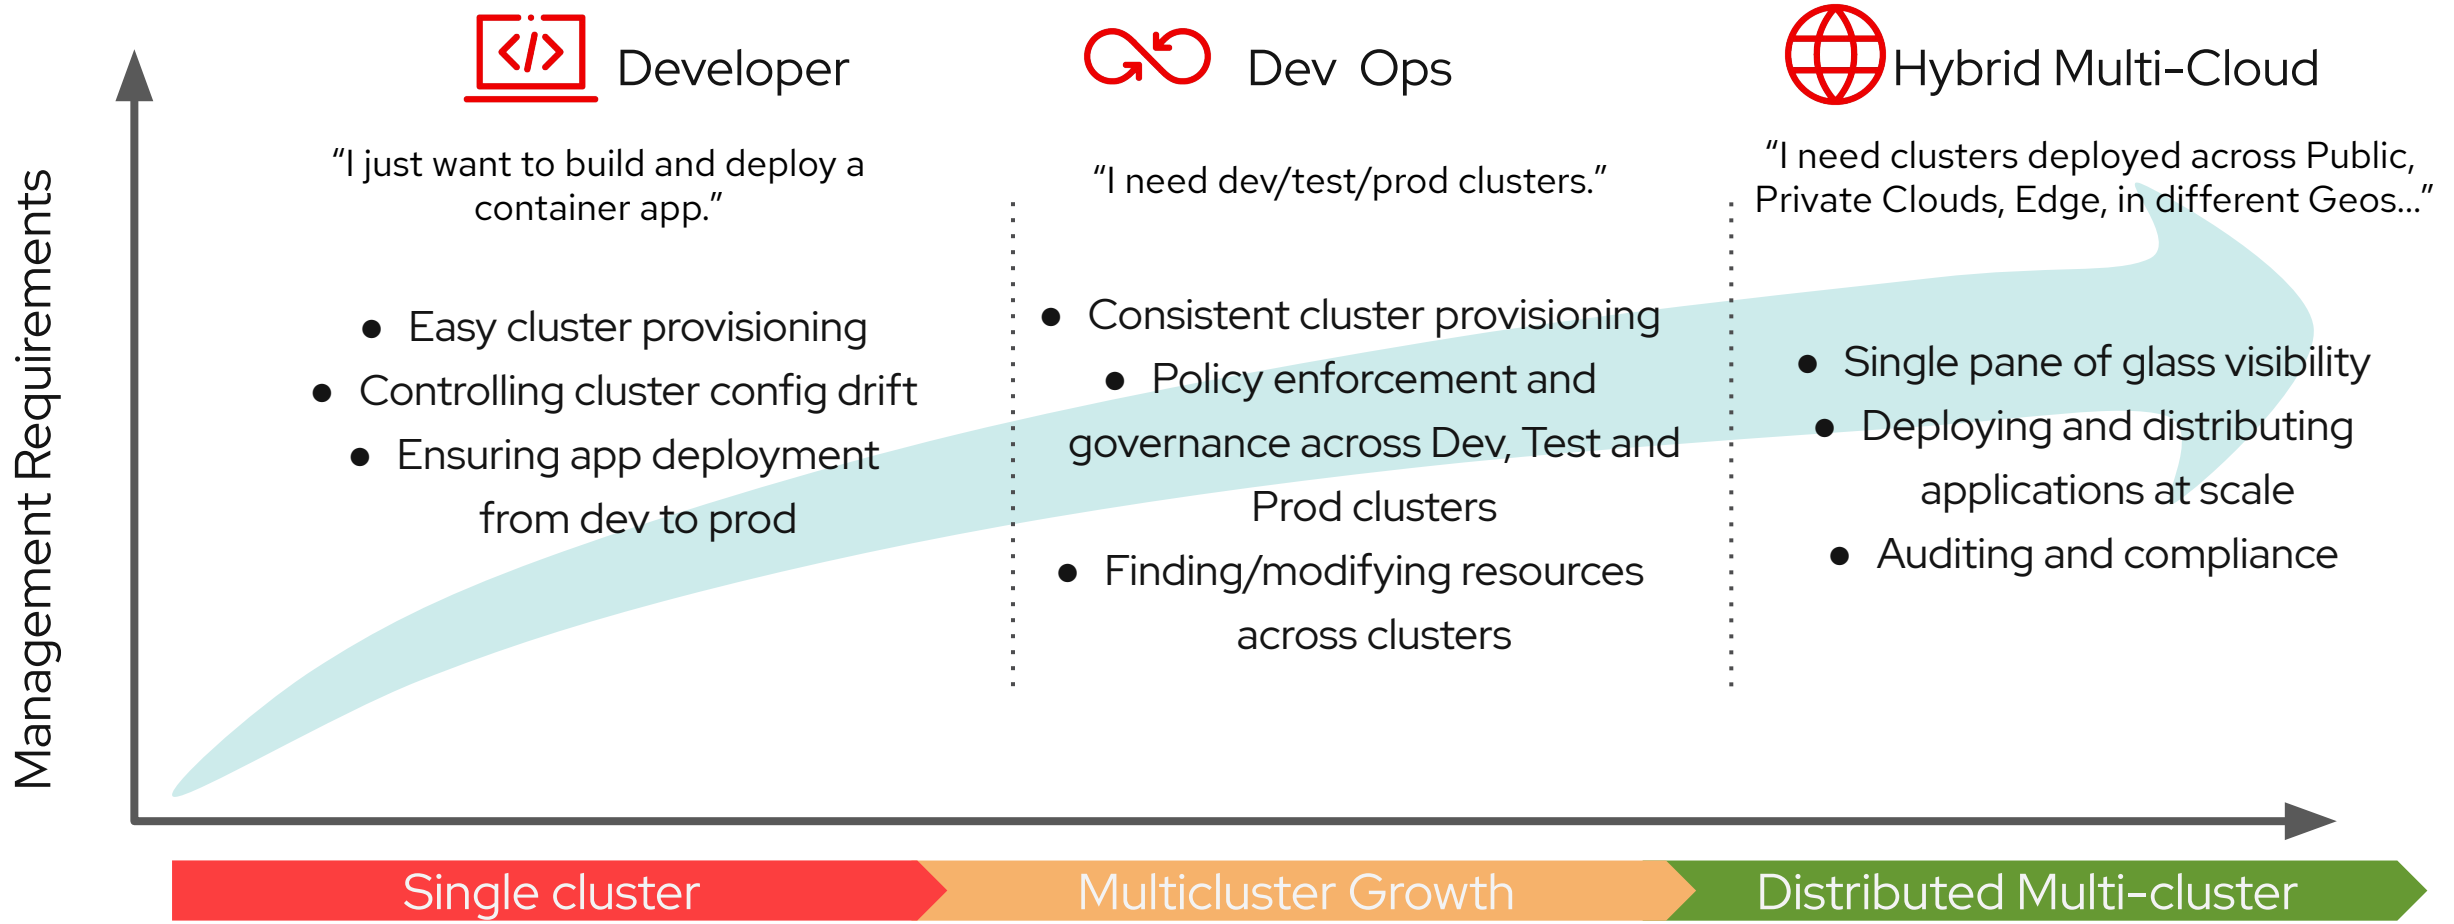 Developer
“I just want to build and deploy a
container app.”
● Easy cluster provisioning
● Controlling cluster config drift
● Ensuring app deployment
from dev to prod
Dev Ops
“I need dev/test/prod clusters.”
● Consistent cluster provisioning
● Policy enforcement and
governance across Dev, Test and
Prod clusters
● Finding/modifying resources
across clusters
Hybrid Multi-Cloud
“I need clusters deployed across Public,
Private Clouds, Edge, in different Geos...”
● Single pane of glass visibility
● Deploying and distributing
applications at scale
● Auditing and compliance
Management Requirements
Single cluster
Multicluster Growth
Distributed Multi-cluster